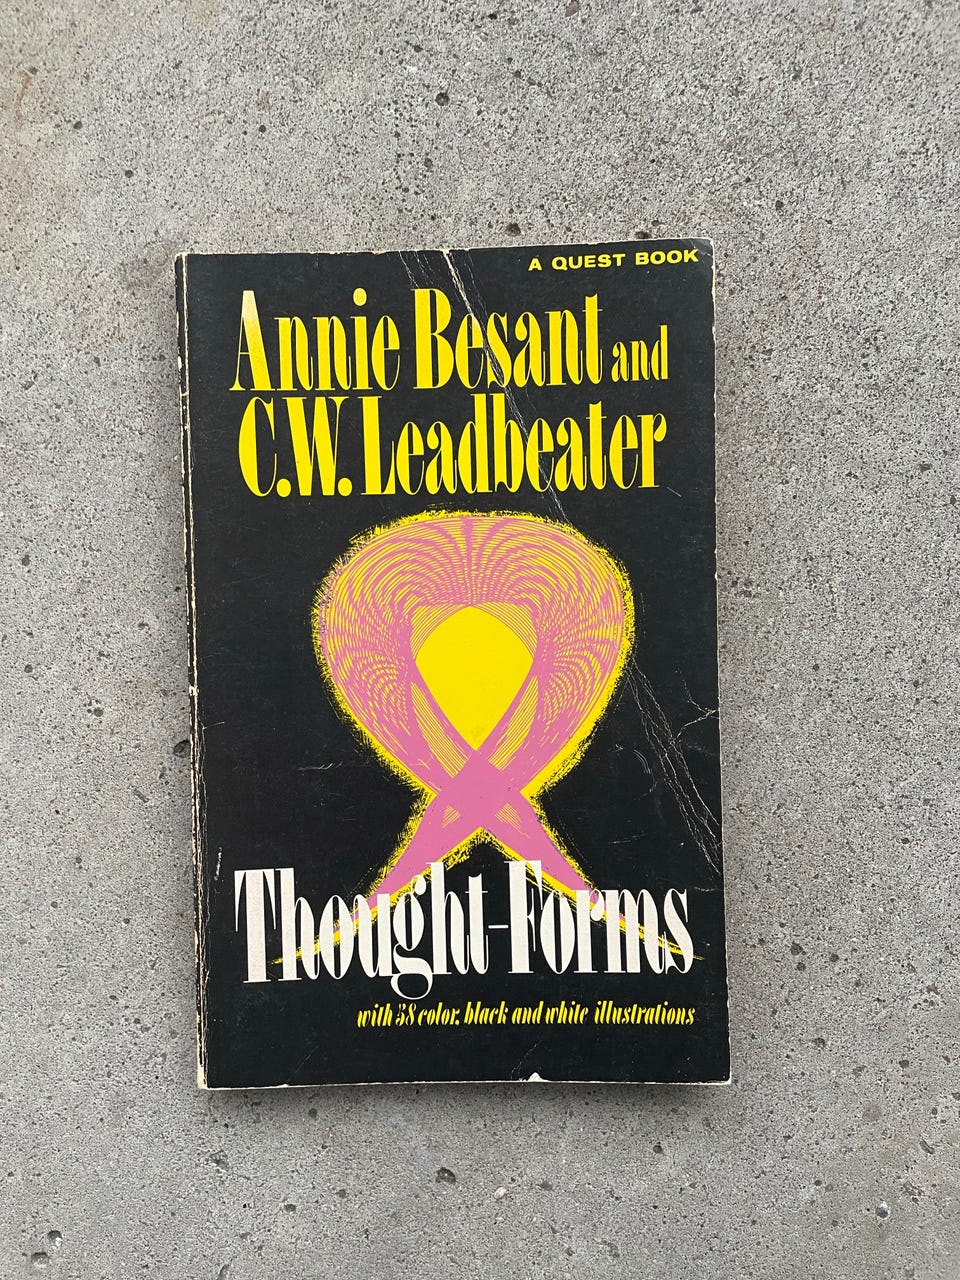 A QUEST BOOK
Annie Besant and
C.W. Leadbeater
Thought-Forms
with 58 color, black and white illustrations